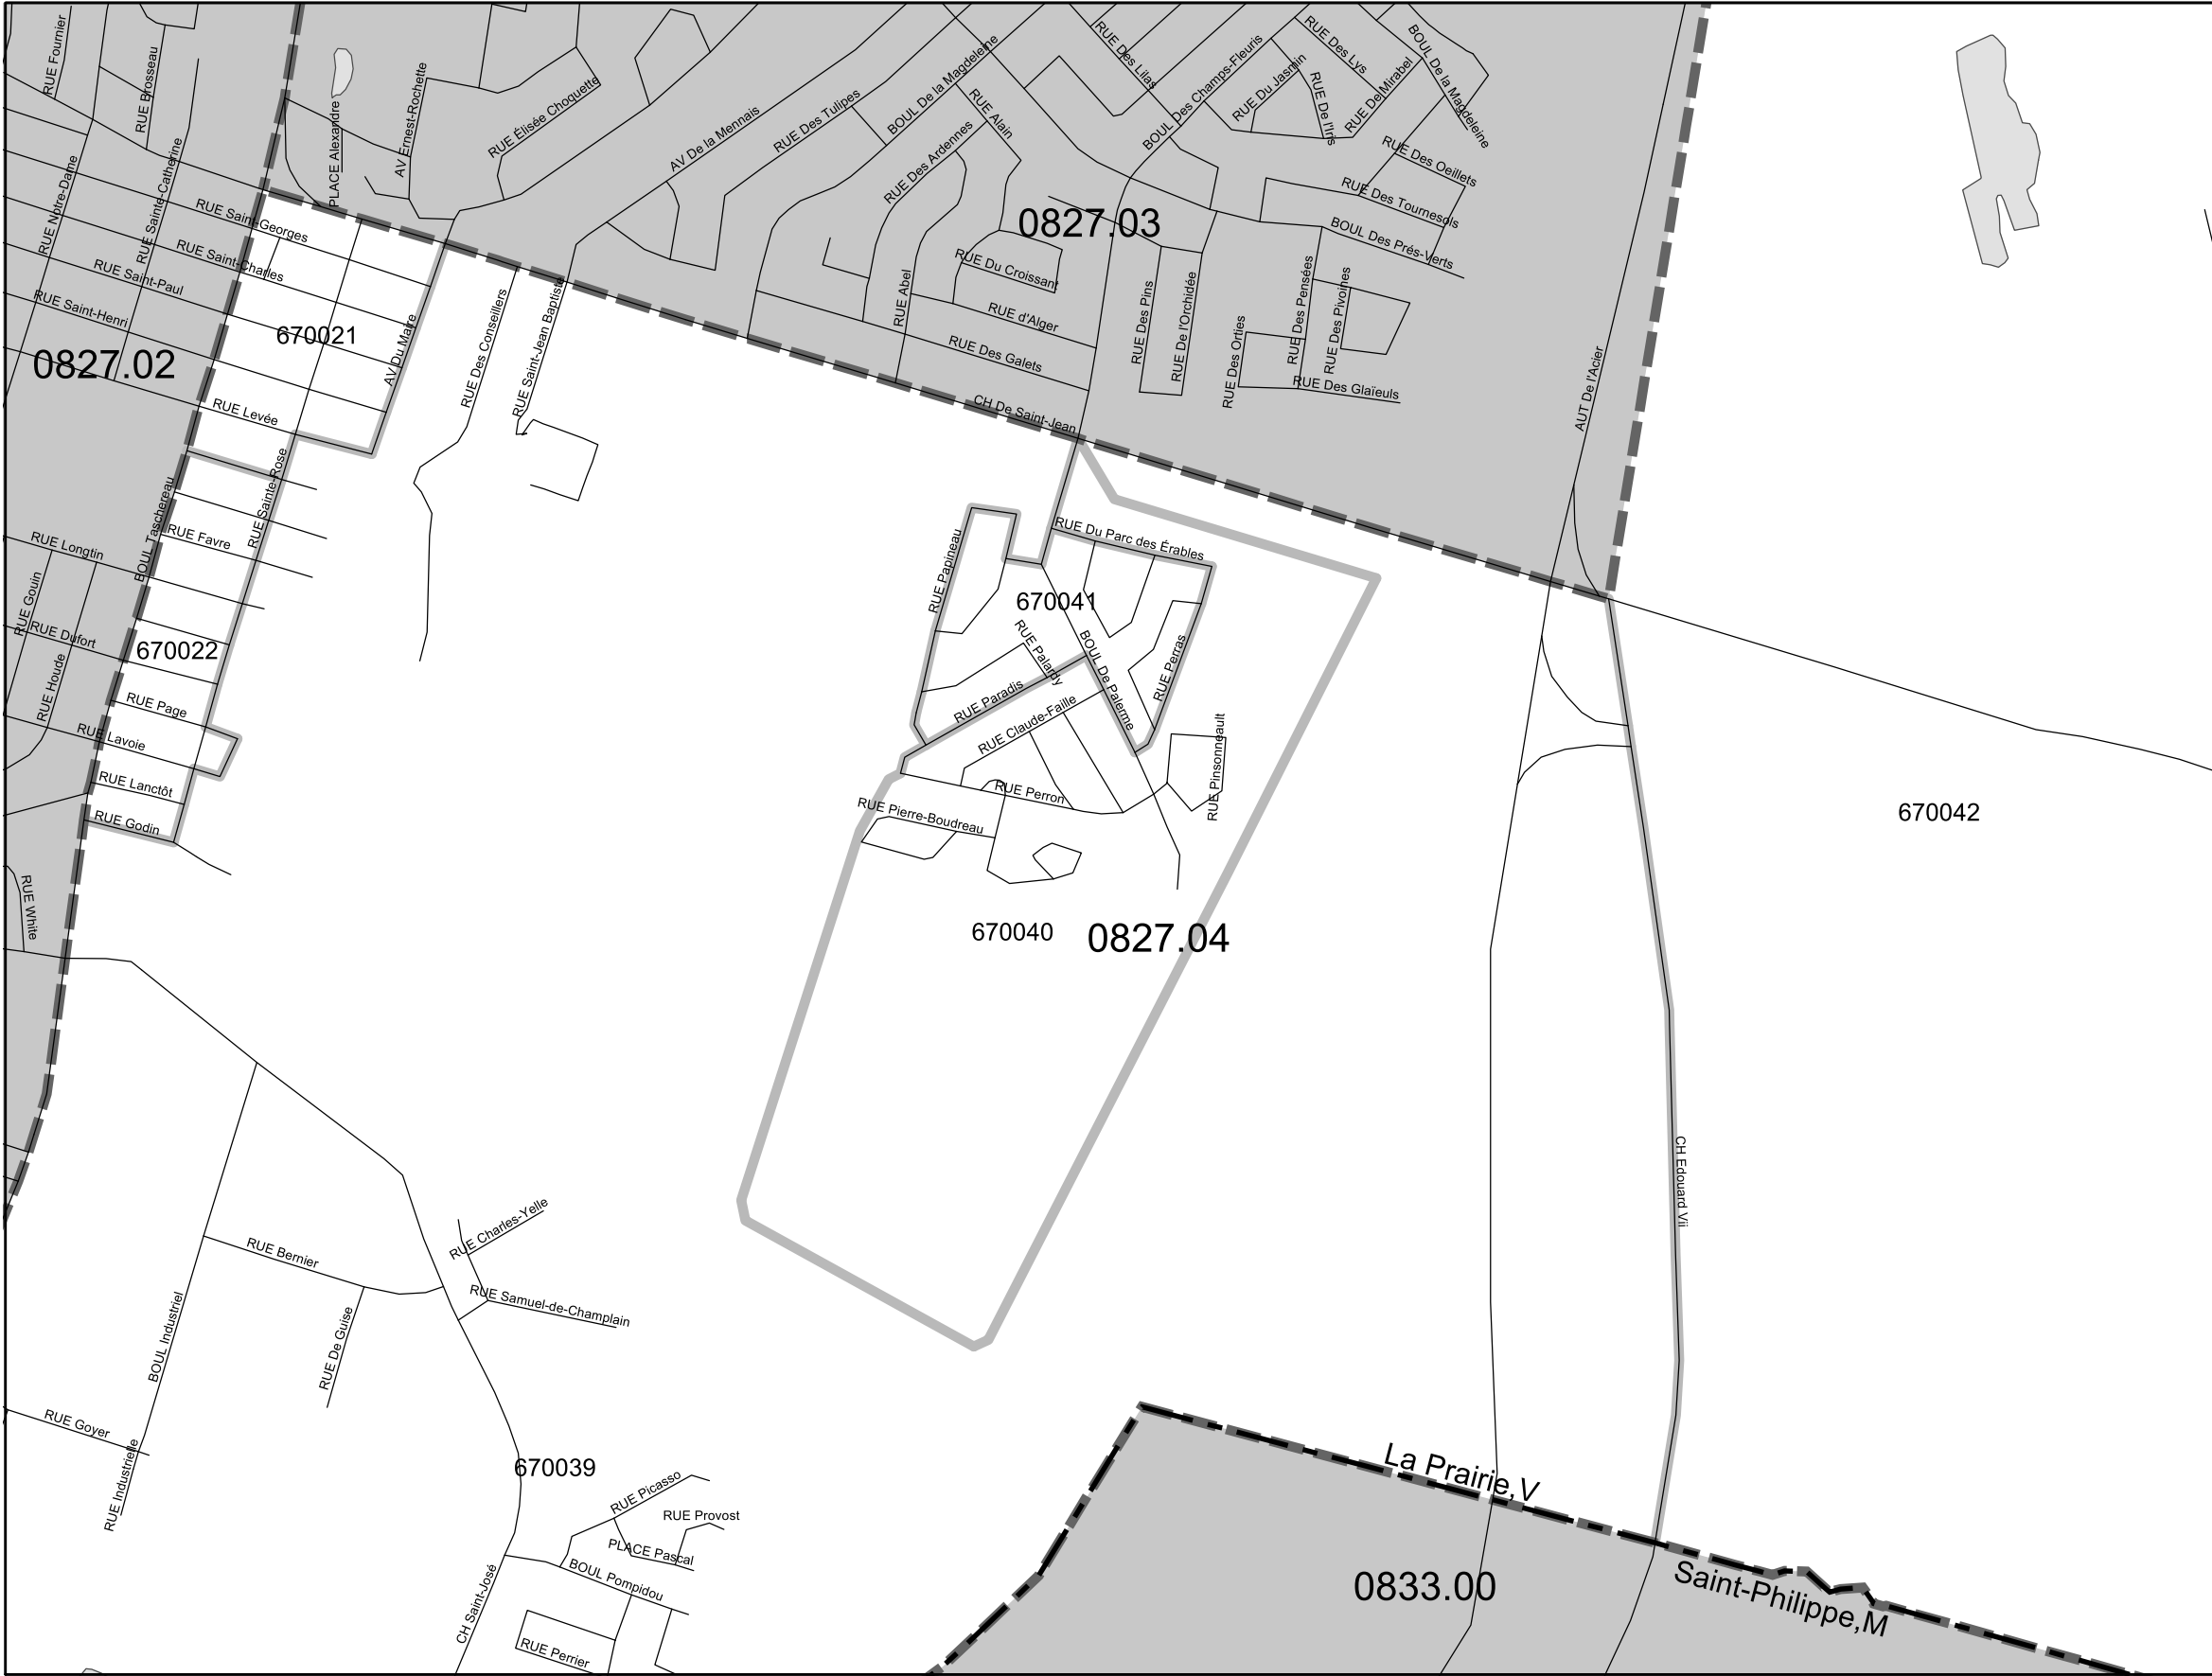 RUE Fournier
RUE Brosseau
RUE Notre-Dame
RUE Sainte-Catherine
PLACE Alexandre
AV Ernest-Rochette
RUE Élisée Choquette
AV De la Mennais
RUE Des Tulipes
BOUL De la Magdeleine
RUE Alain
RUE Des Ardennes
RUE Des Lilas
BOUL Des Champs-Fleuris
RUE Des Lys
RUE Du Jasmin
RUE De l'Iris
RUE De Mirabel
BOUL De la Magdeleine
RUE Des Oeillets
RUE Des Tournesols
BOUL Des Prés-Verts
0827.03
RUE Saint-Georges
RUE Saint-Charles
RUE Saint-Paul
RUE Saint-Henri
670021
0827.02
AV Du Maire
RUE Des Conseillers
RUE Saint-Jean Baptiste
RUE Abel
RUE Du Croissant
RUE d'Alger
RUE Des Galets
RUE Des Pins
RUE De l'Orchidée
RUE Des Orties
RUE Des Pensées
RUE Des Pivoines
RUE Des Glaïeuls
CH De Saint-Jean
AUT De l'Acier
RUE Levée
BOUL Taschereau
RUE Sainte-Rose
RUE Favre
RUE Longtin
RUE Gouin
RUE Dufort
RUE Houde
670022
RUE Page
RUE Lavoie
RUE Lanctôt
RUE Godin
RUE White
RUE Papineau
RUE Du Parc des Érables
670041
RUE Palardy
BOUL De Palerme
RUE Perras
RUE Paradis
RUE Claude-Faille
RUE Pinsonneault
RUE Perron
RUE Pierre-Boudreau
670042
670040
0827.04
CH Edouard Vii
RUE Charles-Yelle
RUE Bernier
RUE Samuel-de-Champlain
BOUL Industriel
RUE De Guise
RUE Goyer
RUE Industrielle
670039
RUE Picasso
RUE Provost
PLACE Pascal
BOUL Pompidou
CH Saint-José
RUE Perrier
La Prairie,V
0833.00
Saint-Philippe,M